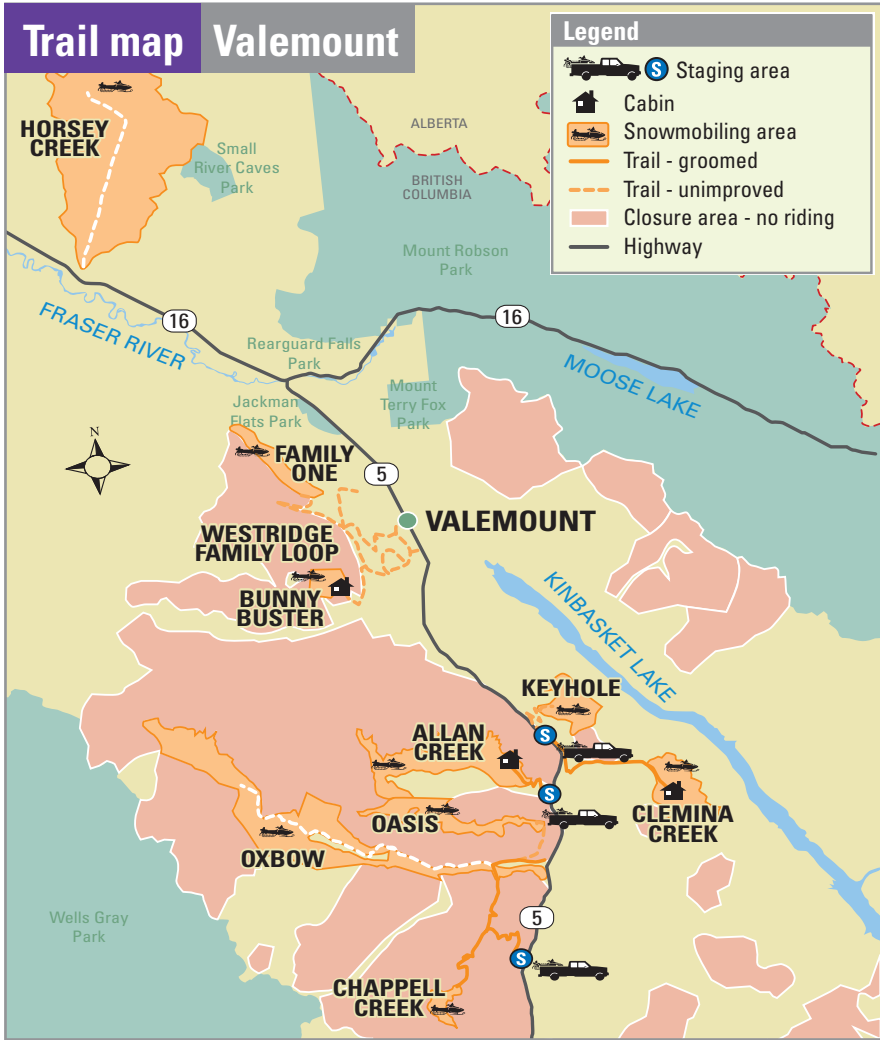 Trail map
Valemount
Legend
S Staging area
Cabin
Snowmobiling area
Trail - groomed
Trail - unimproved
Closure area - no riding
Highway
HORSEY
CREEK
Small
River Caves
Park
ALBERTA
BRITISH
COLUMBIA
Mount Robson
Park
FRASER RIVER
16
16
Rearguard Falls
Park
MOOSE LAKE
Jackman
Flats Park
Mount
Terry Fox
Park
N
FAMILY
ONE
5
VALEMOUNT
WESTRIDGE
FAMILY LOOP
BUNNY
BUSTER
KINBASKET LAKE
KEYHOLE
ALLAN
CREEK
S
S
CLEMINA
CREEK
OASIS
OXBOW
5
Wells Gray
Park
S
CHAPPELL
CREEK